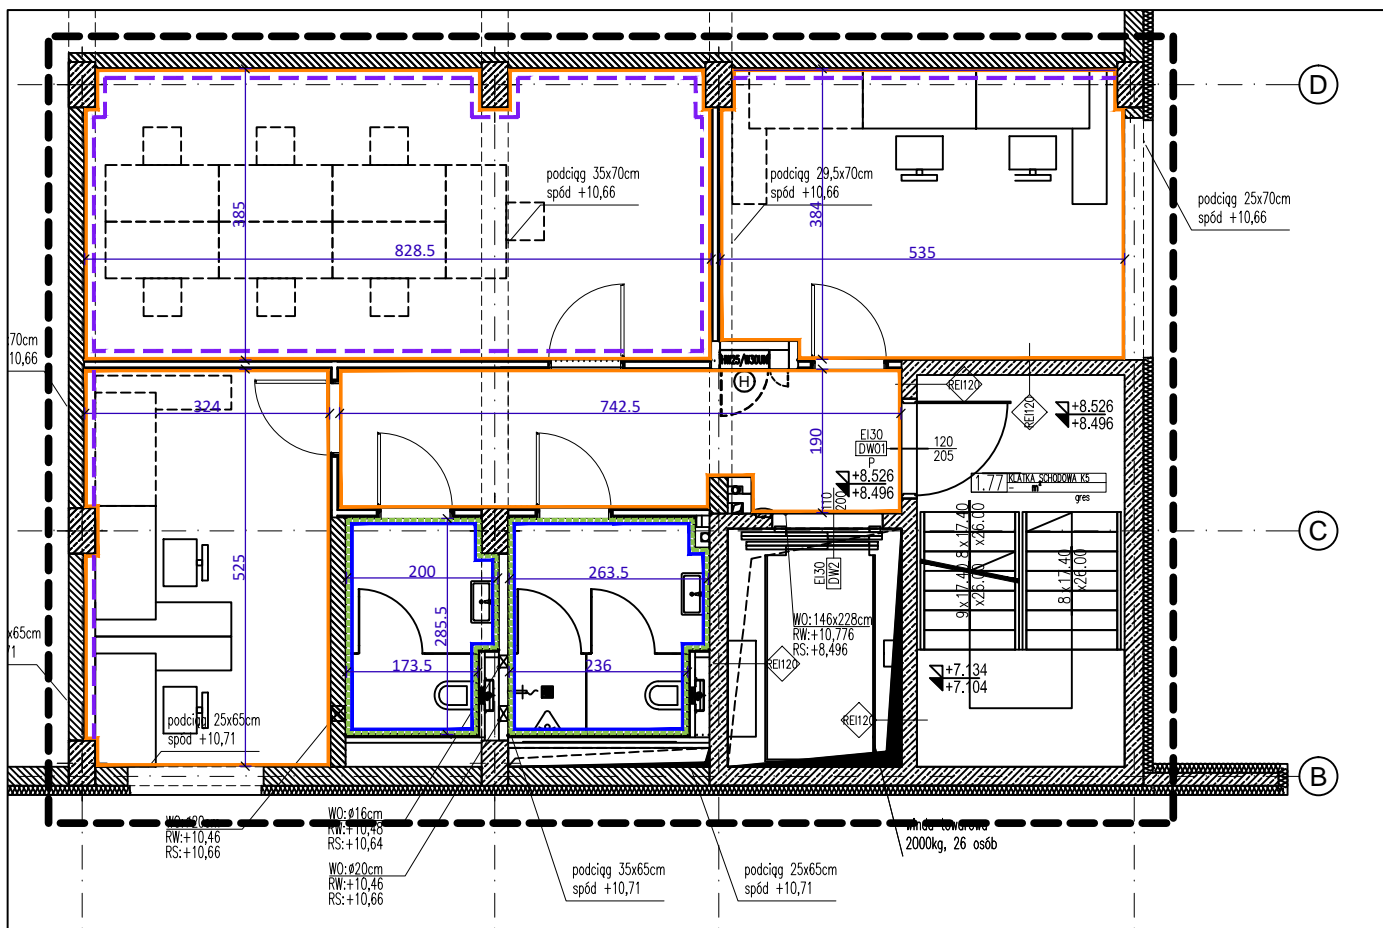 D
podciąg 35x70cm
spód +10,66
podciąg 29,5x70cm
spód +10,66
podciąg 25x70cm
spód +10,66
385
384
828.5
535
70cm
10,66
H
REI120
REI120
+8.526
+8.496
324
742.5
190
EI30
DW01
P
120
205
+8.526
+8.496
1.77 KLATKA SCHODOWA K5
- m²
gres
110
200
C
9x17.40 8x17.40
x26.00 x26.00
8x17.40
x26.00
525
200
263.5
285.5
EI30
DW2
WO:146x228cm
RW:+10,776
RS:+8,496
x65cm
71
173.5
236
REI120
+7.134
+7.104
podciąg 25x65cm
spód +10,71
REI120
B
WO:ø20cm
RW:+10,46
RS:+10,66
WO:ø16cm
RW:+10,48
RS:+10,64
WO:ø20cm
RW:+10,46
RS:+10,66
podciąg 35x65cm
spód +10,71
podciąg 25x65cm
spód +10,71
winda towarowa
2000kg, 26 osób